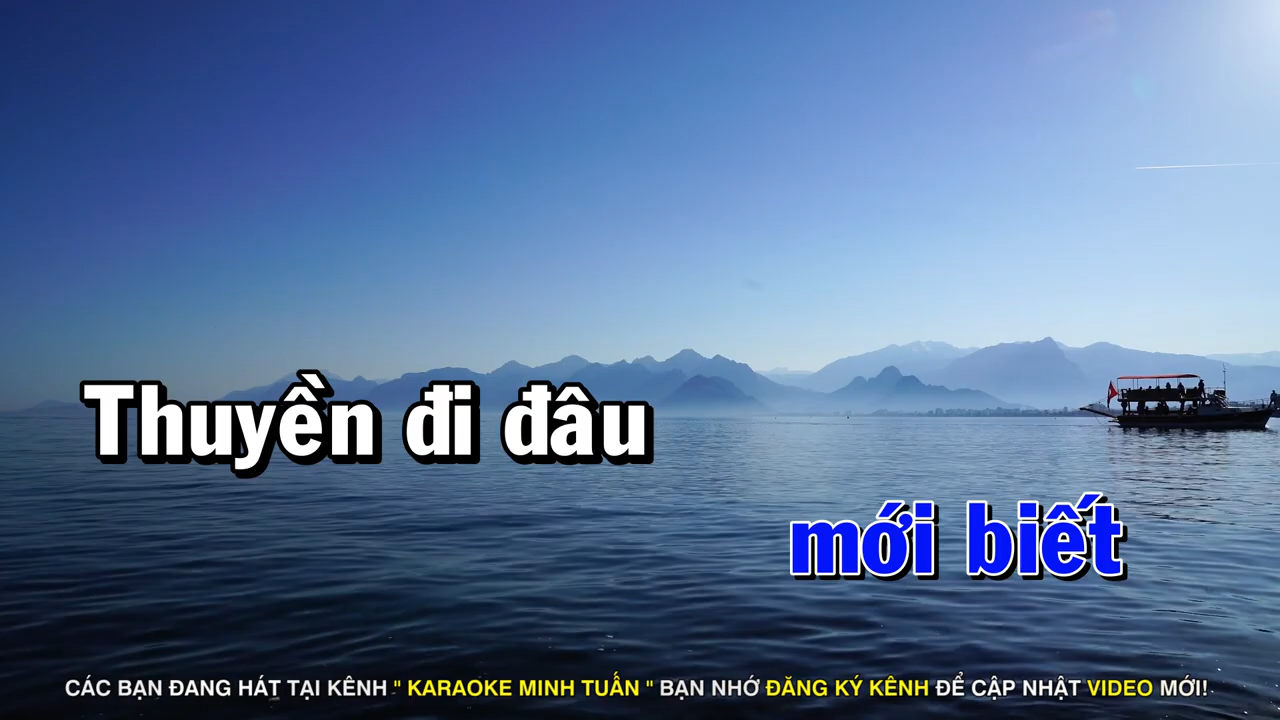 Thuyền đi đâu
mới biết
CÁC BẠN ĐANG HÁT TẠI KÊNH " KARAOKE MINH TUẤN " BẠN NHỚ ĐĂNG KÝ KÊNH ĐỂ CẬP NHẬT VIDEO MỚI!